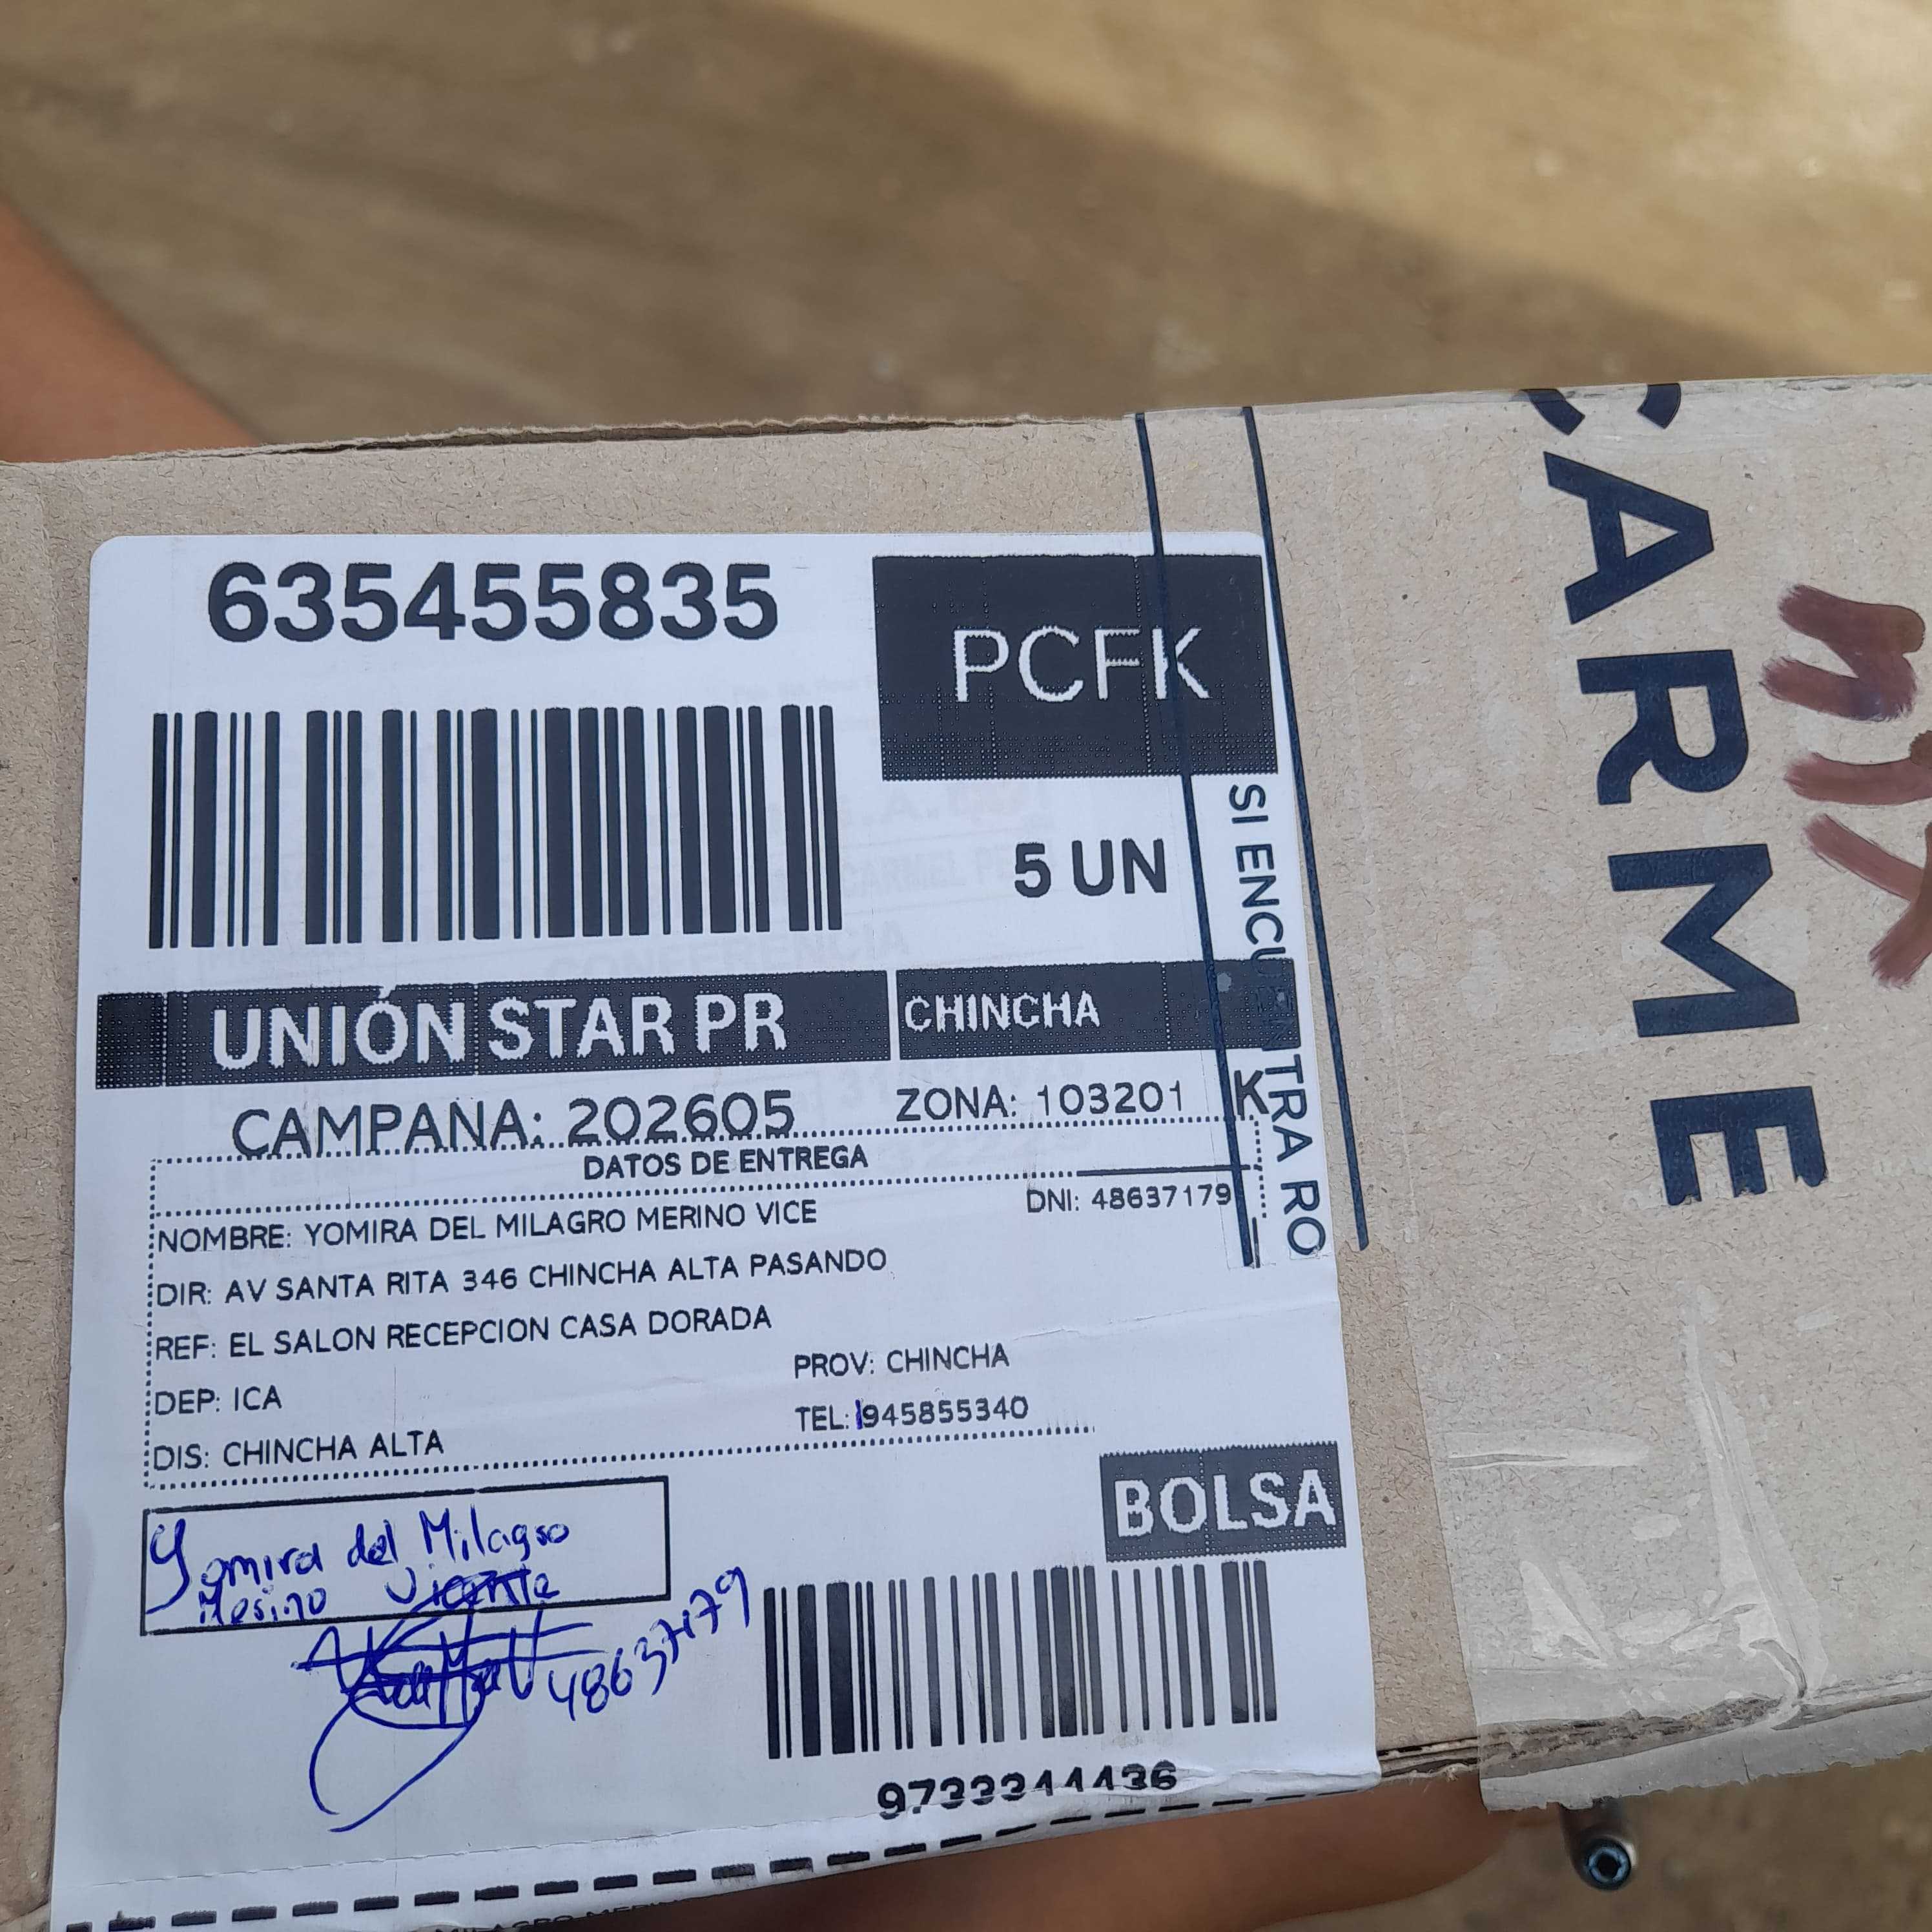 635455835
PCFK
5 UN
UNIÓN STAR PR
CHINCHA
CAMPAÑA: 202605
ZONA: 103201
K
DATOS DE ENTREGA
NOMBRE: YOMIRA DEL MILAGRO MERINO VICE
DNI: 48637179
DIR: AV SANTA RITA 346 CHINCHA ALTA PASANDO
REF: EL SALON RECEPCION CASA DORADA
DEP: ICA
PROV: CHINCHA
DIS: CHINCHA ALTA
TEL: 945855340
BOLSA
Yomira del Milagro
Merino Vicente
48637179
9733344436
SI ENCUENTRA RO
CARME